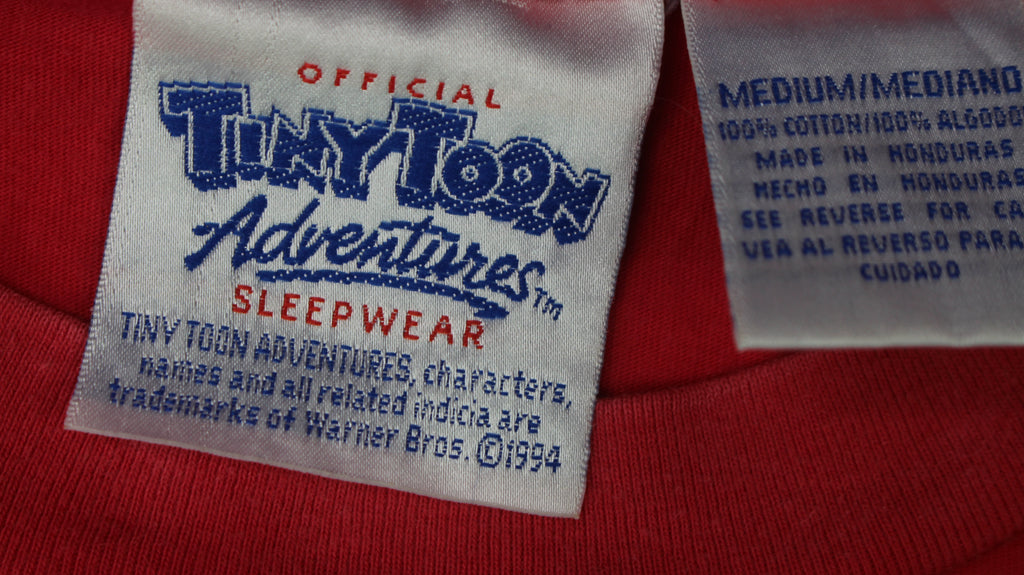 OFFICIAL
TINY TOON
Adventures TM
SLEEPWEAR
TINY TOON ADVENTURES, characters,
names and all related indicia are
trademarks of Warner Bros. ©1994
MEDIUM/MEDIANO
100% COTTON/100% ALGODO
MADE IN HONDURAS
HECHO EN HONDURAS
SEE REVERSE FOR CA
VEA AL REVERSO PARA
CUIDADO